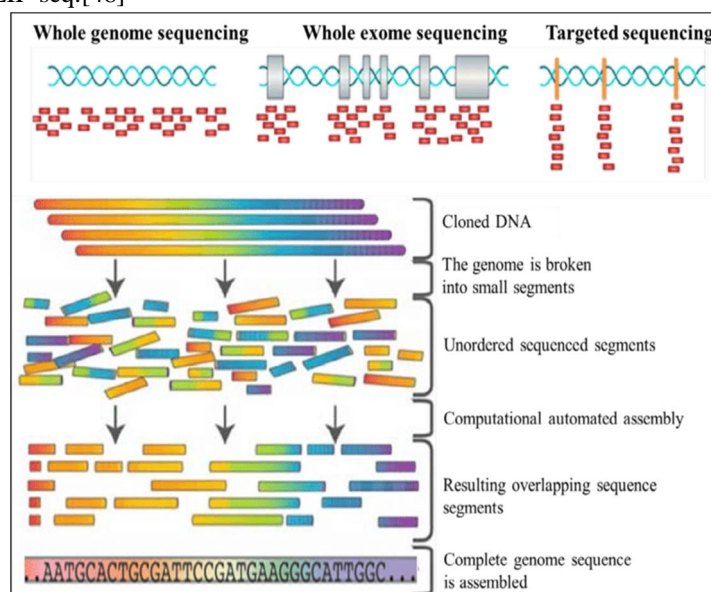 Whole genome sequencing
Whole exome sequencing
Targeted sequencing
Cloned DNA
The genome is broken
into small segments
Unordered sequenced segments
Computational automated assembly
Resulting overlapping sequence
segments
..AATGCACTGCGATTCCGATGAAGGGCATTGGC...
Complete genome sequence
is assembled